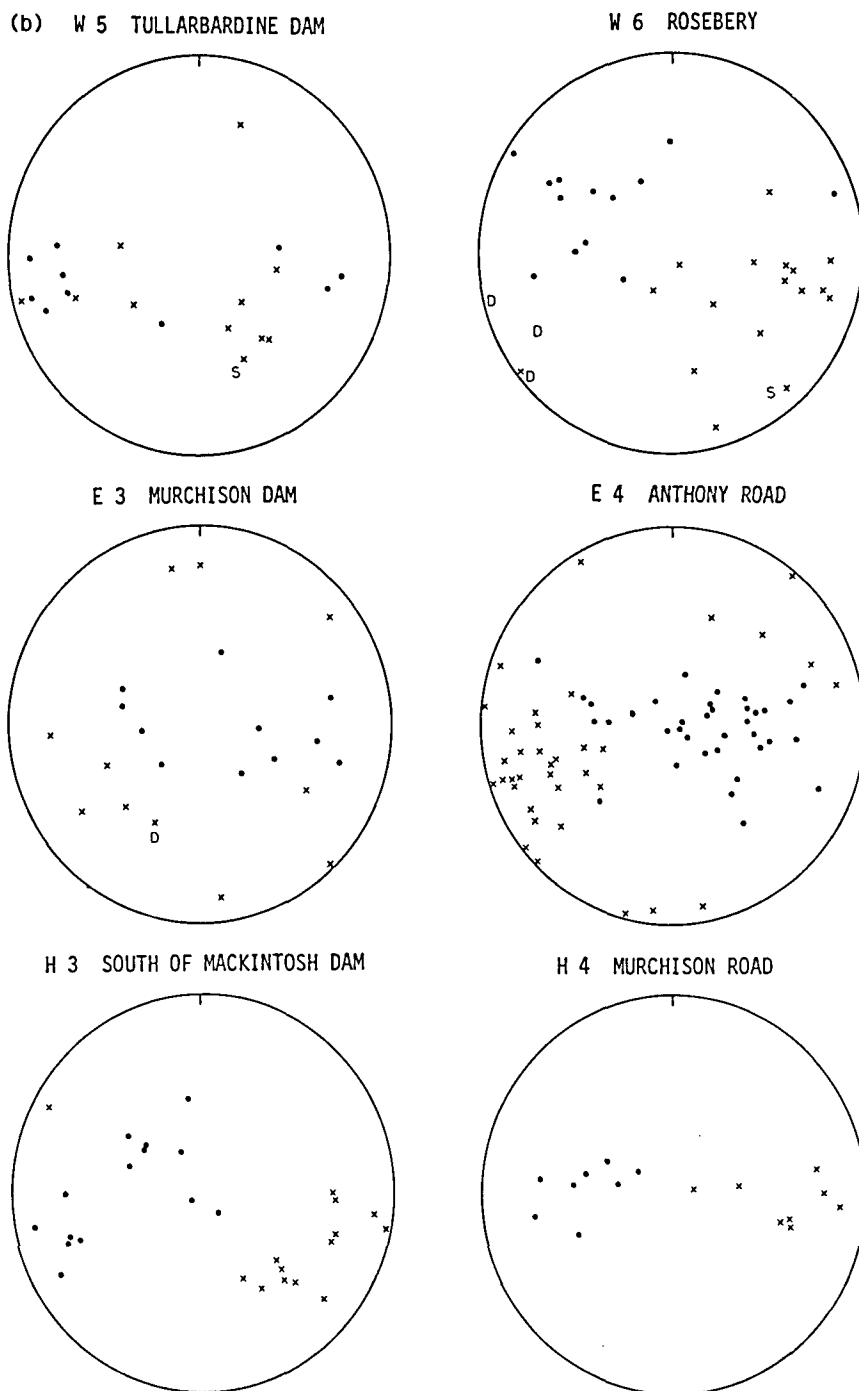 (b) W 5 TULLARBARDINE DAM
W 6 ROSEBERY
S
D
D
D
S
E 3 MURCHISON DAM
E 4 ANTHONY ROAD
D
H 3 SOUTH OF MACKINTOSH DAM
H 4 MURCHISON ROAD